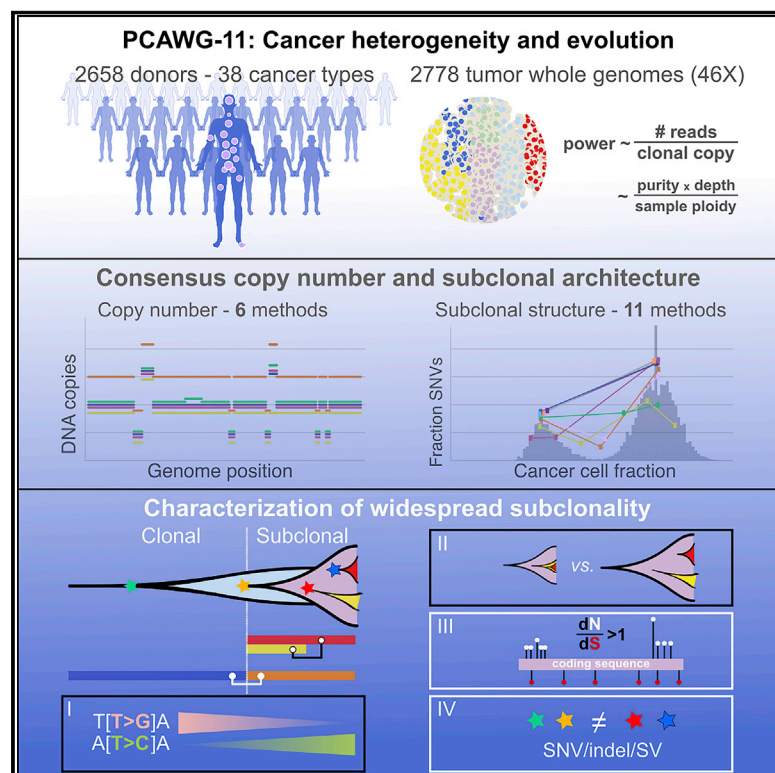 PCAWG-11: Cancer heterogeneity and evolution
2658 donors - 38 cancer types
2778 tumor whole genomes (46X)
power ~ # reads
clonal copy
~ purity x depth
sample ploidy
Consensus copy number and subclonal architecture
Copy number - 6 methods
Subclonal structure - 11 methods
DNA copies
Genome position
Fraction SNVs
Cancer cell fraction
Characterization of widespread subclonality
Clonal
Subclonal
I
T[T>G]A
A[T>C]A
II
vs.
III
dN
dS >1
coding sequence
IV
≠
SNV/indel/SV